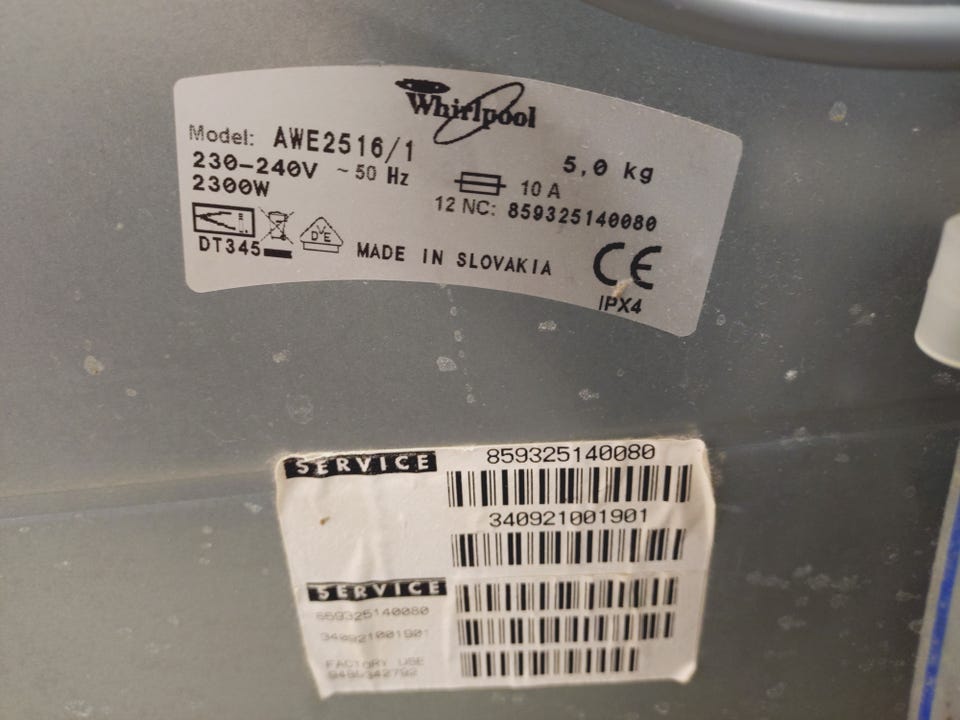 Whirlpool
Model: AWE2516/1
5,0 kg
230-240V ~ 50 Hz
10 A
2300W
12 NC: 859325140080
DVE
DT345
MADE IN SLOVAKIA
CE
IPX4
SERVICE
859325140080
340921001901
SERVICE
859325140080
340921001901
FACTORY USE